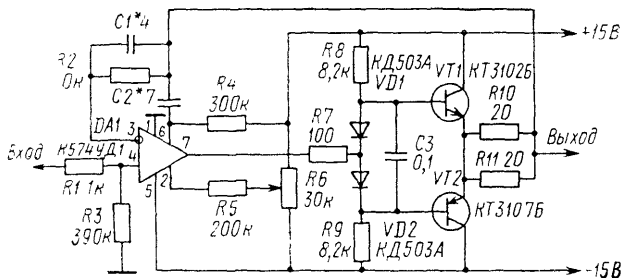 C1*4
R2
0к
C2*7
R4
300к
R8
8,2к
КД503А
VD1
VT1
КТ3102Б
+15В
R10
20
DA1
3
1
6
7
К574УД1
Вход
4
R1 1к
5
2
R3
390к
R5
200к
R6
30к
R7
100
C3
0,1
Выход
R11 20
VT2
КТ3107Б
R9
8,2к
VD2
КД503А
-15В